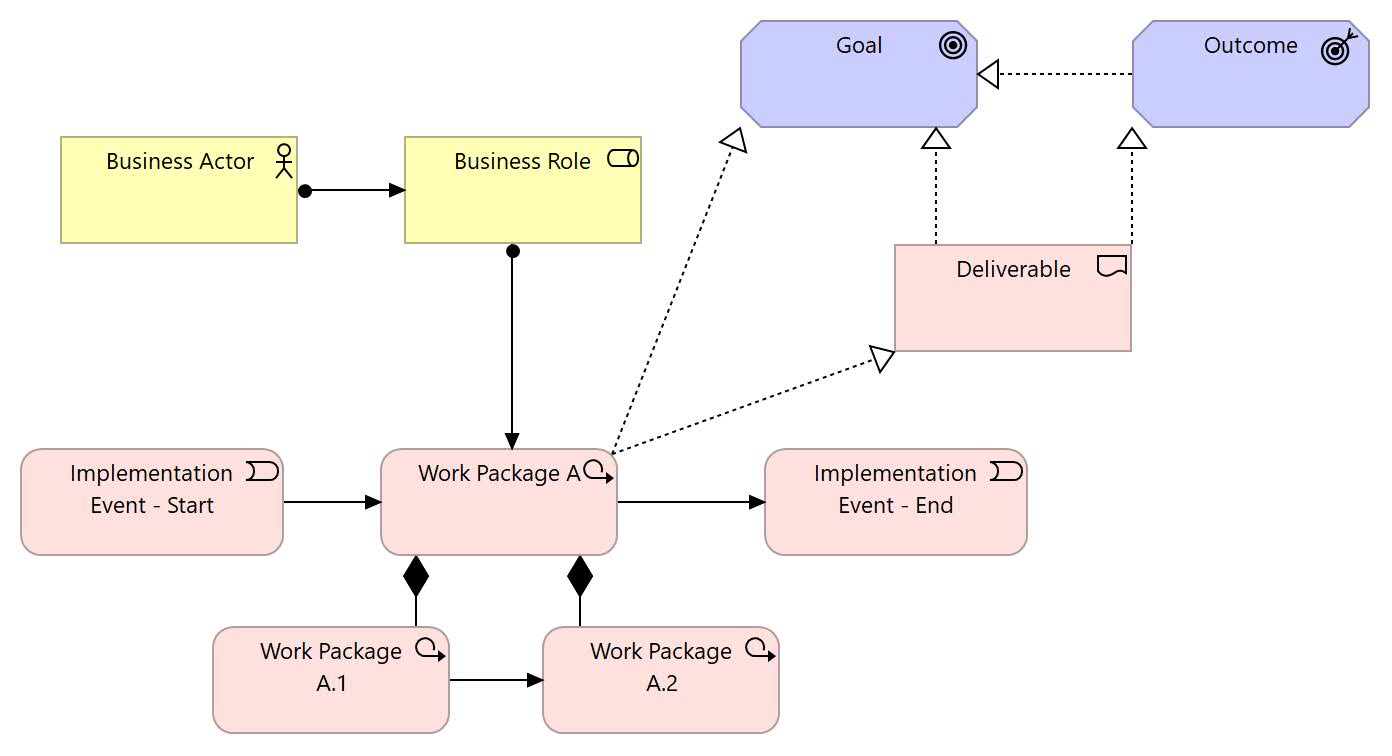 Goal
Outcome
Business Actor
Business Role
Deliverable
Implementation
Event - Start
Work Package A
Implementation
Event - End
Work Package
A.1
Work Package
A.2